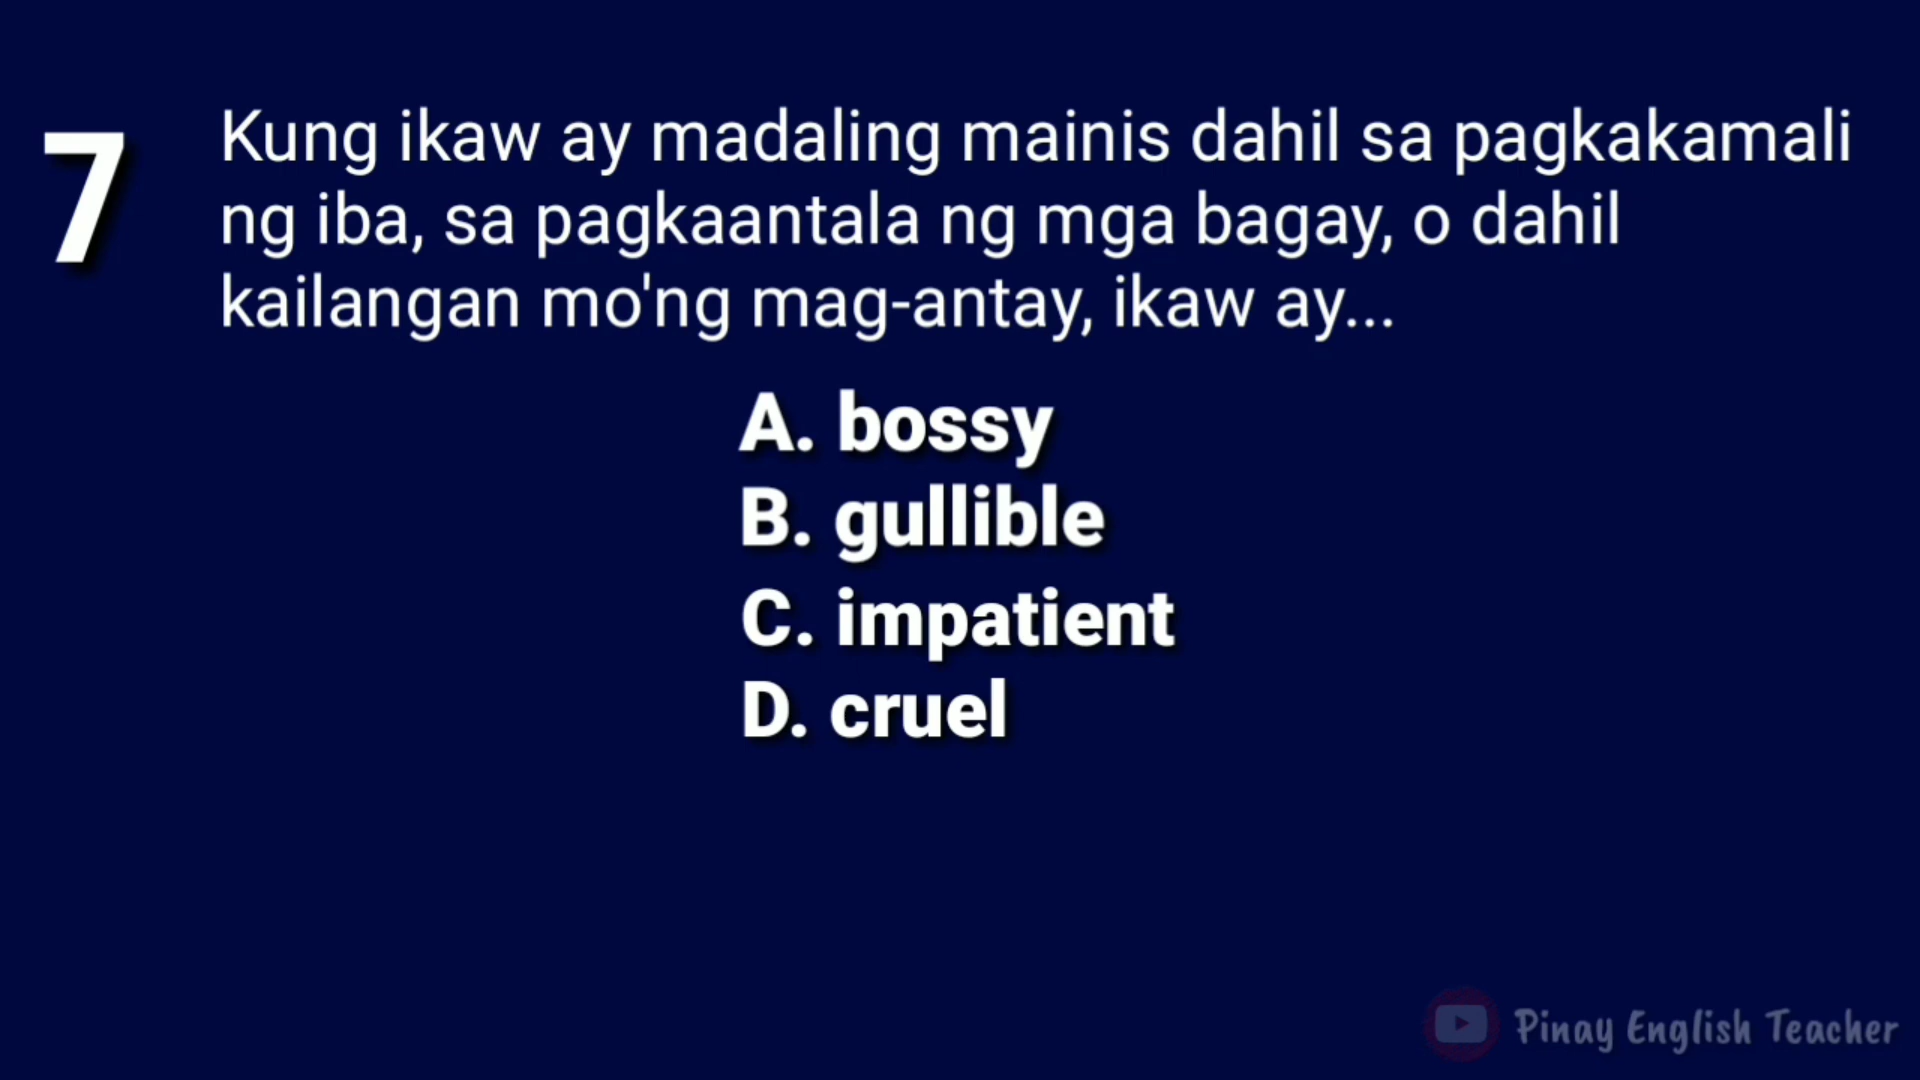 7
Kung ikaw ay madaling mainis dahil sa pagkakamali
ng iba, sa pagkaantala ng mga bagay, o dahil
kailangan mo'ng mag-antay, ikaw ay...
A. bossy
B. gullible
C. impatient
D. cruel
Pinay English Teacher